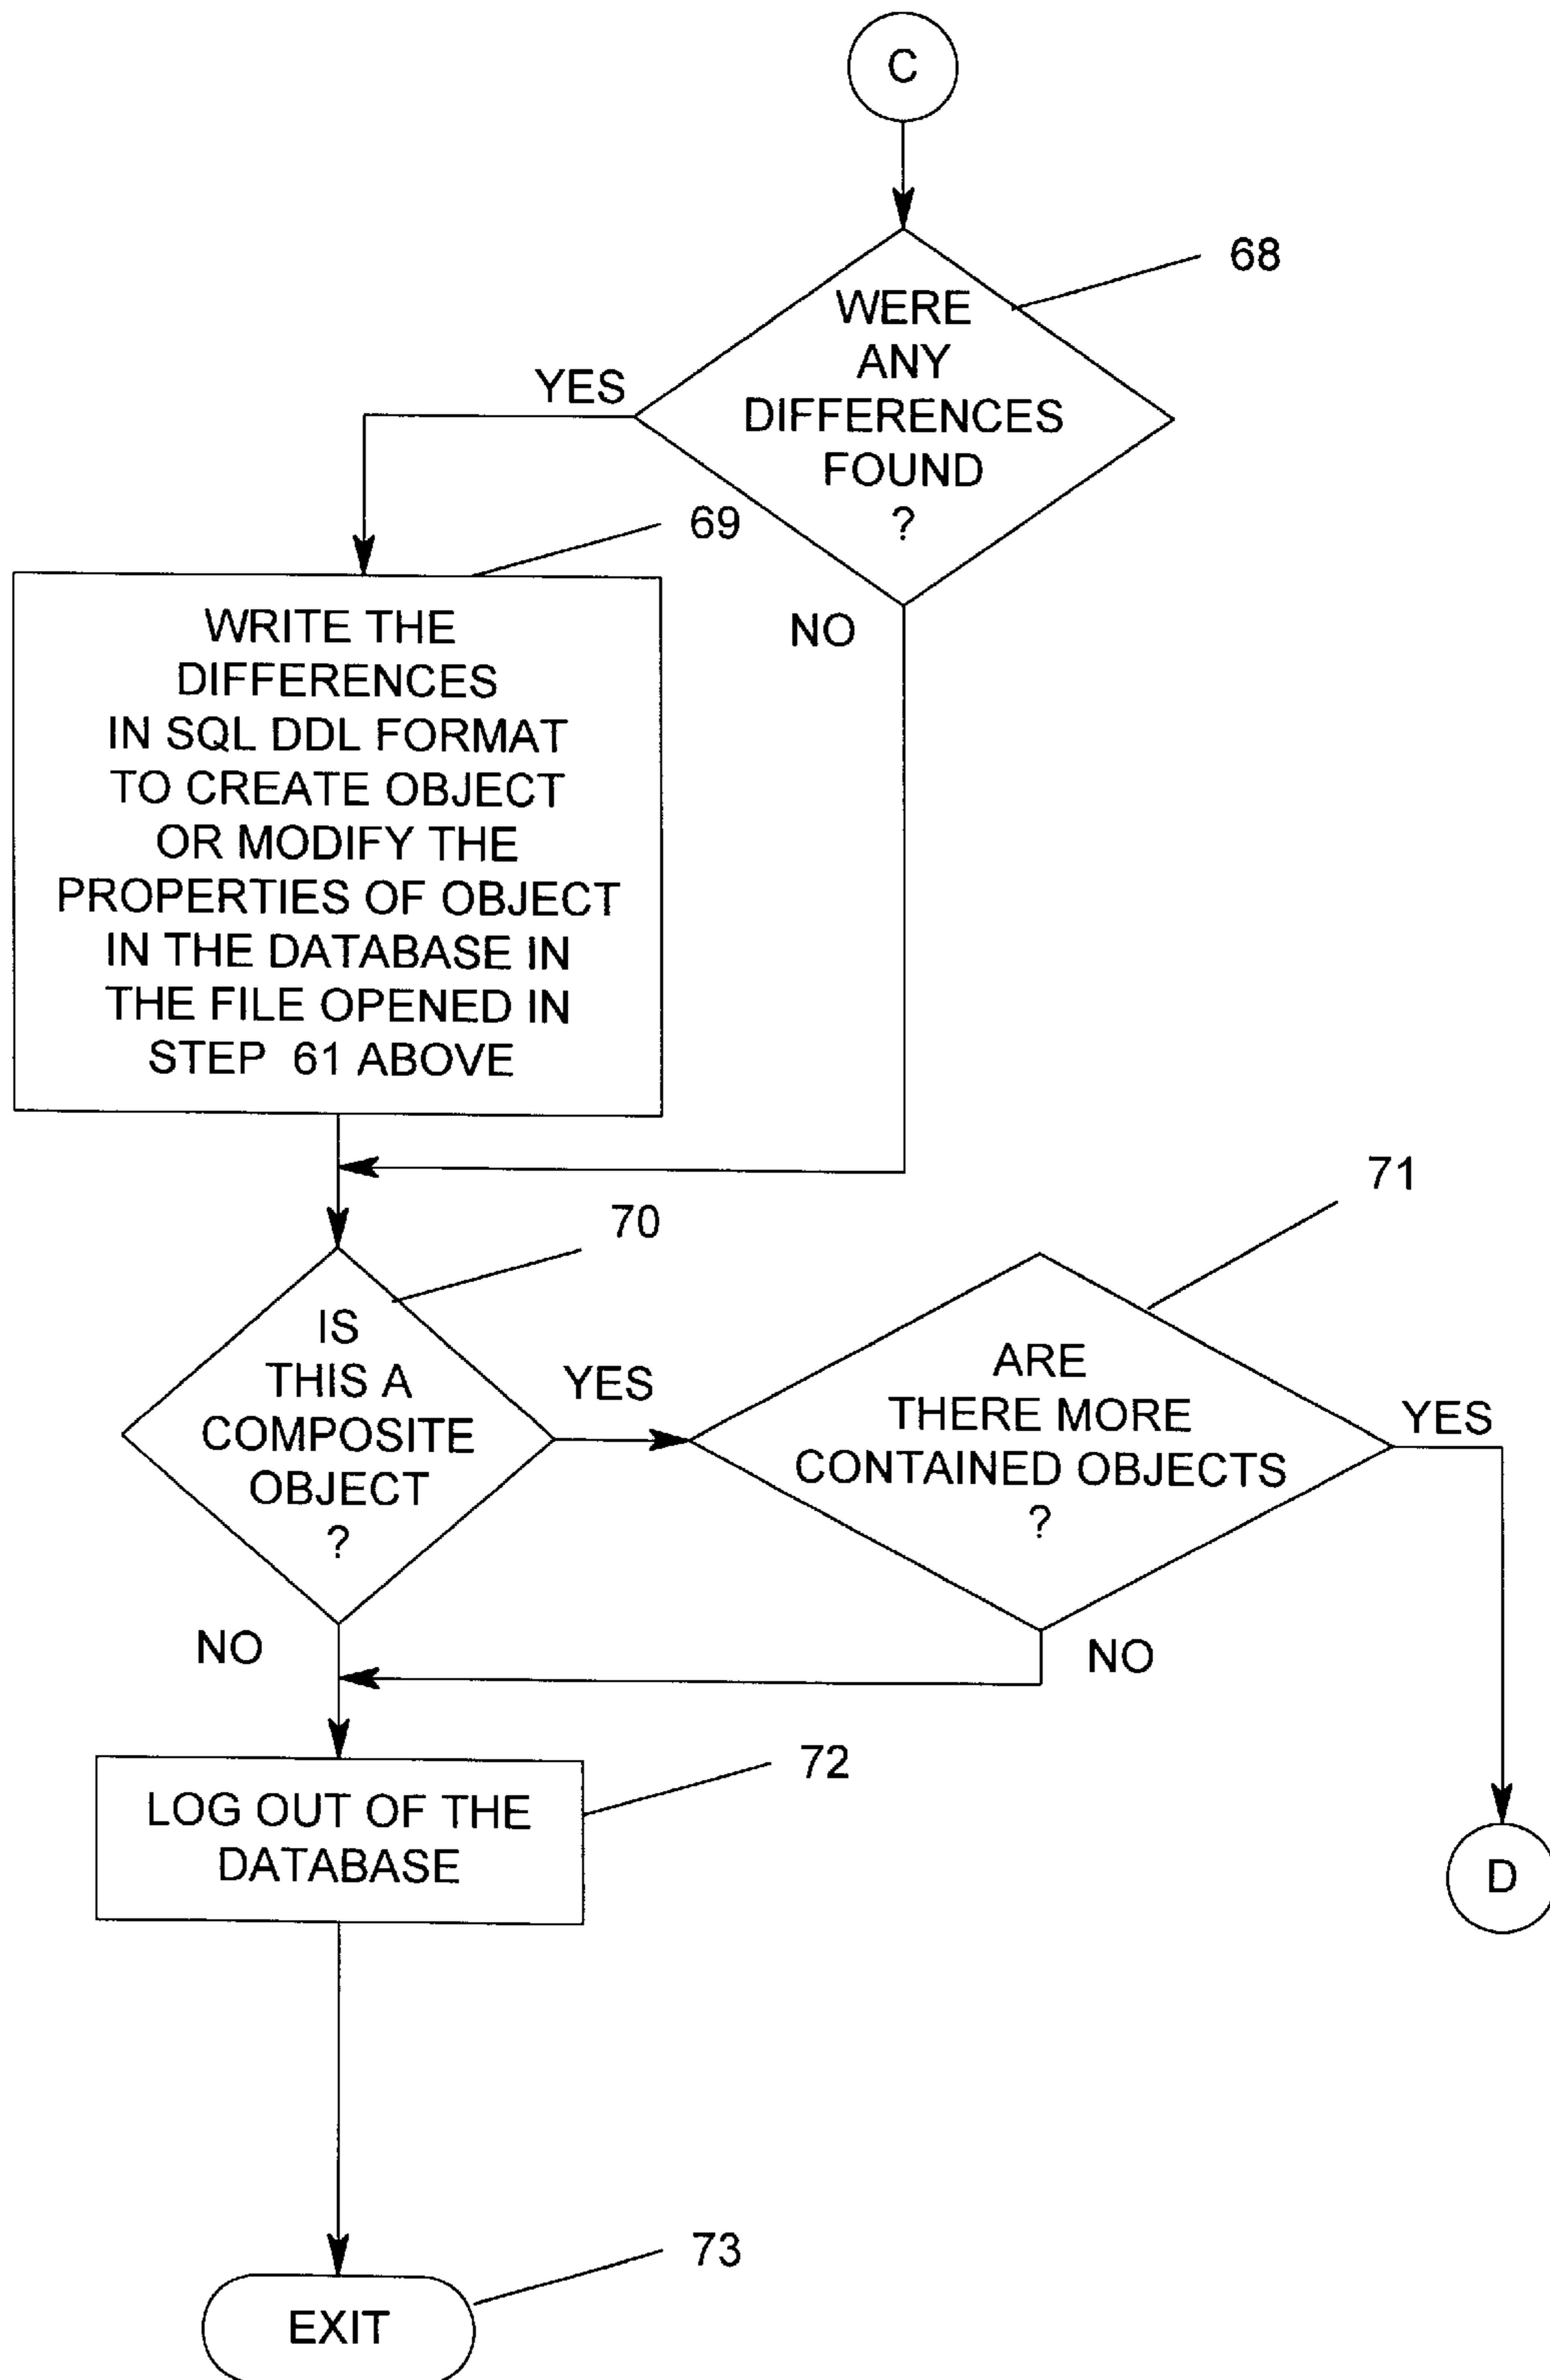 C
68
WERE
ANY
DIFFERENCES
FOUND
?
YES
NO
69
WRITE THE
DIFFERENCES
IN SQL DDL FORMAT
TO CREATE OBJECT
OR MODIFY THE
PROPERTIES OF OBJECT
IN THE DATABASE IN
THE FILE OPENED IN
STEP 61 ABOVE
70
IS
THIS A
COMPOSITE
OBJECT
?
YES
NO
71
ARE
THERE MORE
CONTAINED OBJECTS
?
YES
NO
72
LOG OUT OF THE
DATABASE
D
73
EXIT